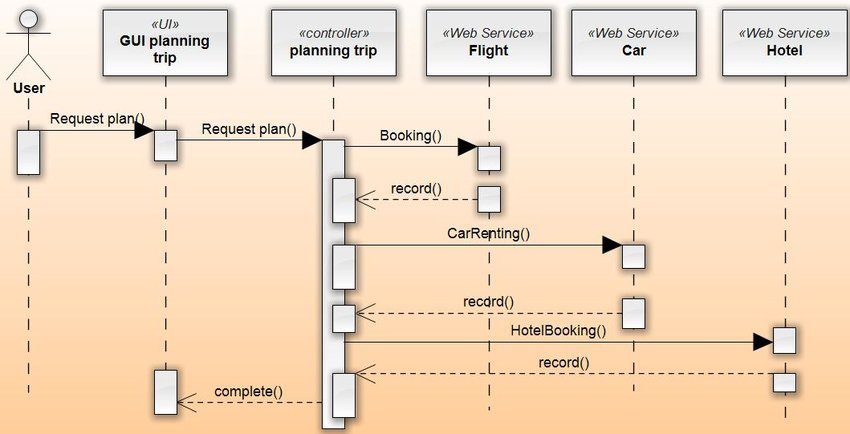 «UI»
GUI planning
trip
«controller»
planning trip
«Web Service»
Flight
«Web Service»
Car
«Web Service»
Hotel
User
Request plan()
Request plan()
Booking()
record()
CarRenting()
record()
HotelBooking()
record()
complete()